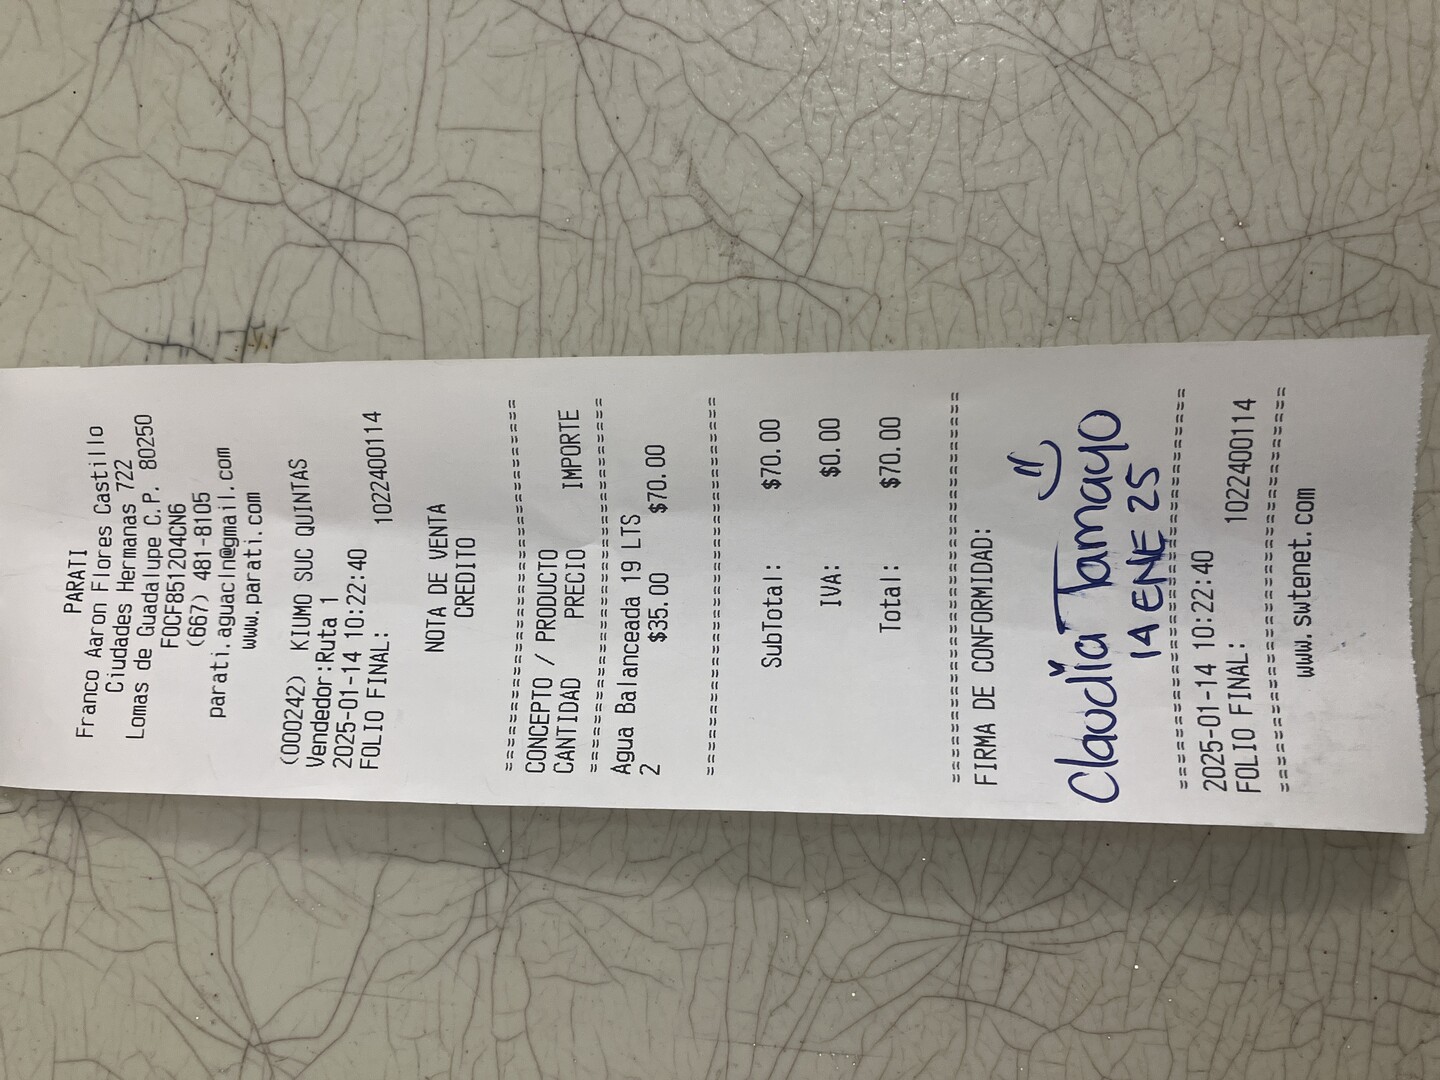 PARATI
Franco Aaron Flores Castillo
Ciudades Hermanas 722
Lomas de Guadalupe C.P. 80250
FOCF851204CN6
(667) 481-8105
parati.aguacln@gmail.com
www.parati.com
(000242) KIUMO SUC QUINTAS
Vendedor:Ruta 1
2025-01-14 10:22:40
FOLIO FINAL: 1022400114
NOTA DE VENTA
CREDITO
==============================
CONCEPTO / PRODUCTO
CANTIDAD PRECIO IMPORTE
==============================
Agua Balanceada 19 LTS
2 $35.00 $70.00
==============================
SubTotal: $70.00
IVA: $0.00
Total: $70.00
==============================
FIRMA DE CONFORMIDAD:
Claudia Tamayo
14 ENE 25
==============================
2025-01-14 10:22:40
FOLIO FINAL: 1022400114
==============================
www.swtenet.com